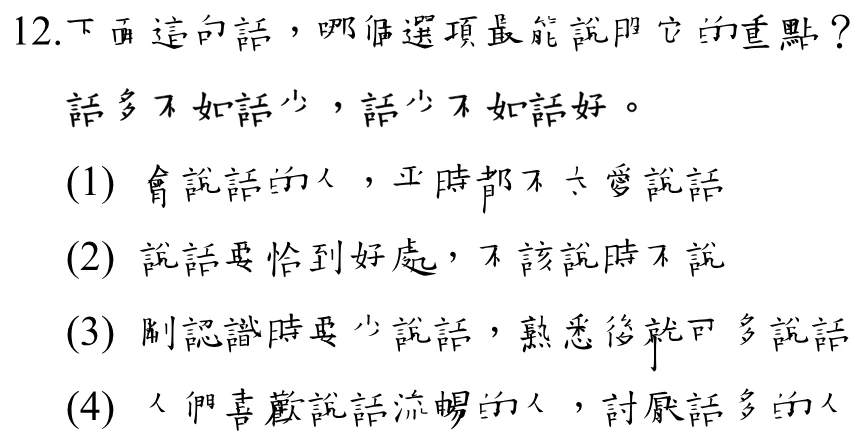 12.下面這句話，哪個選項最能說明它的重點？
話多不如話少，話少不如話好。
(1) 會說話的人，平時都不太愛說話
(2) 說話要恰到好處，不該說時不說
(3) 剛認識時要少說話，熟悉後就可多說話
(4) 人們喜歡說話流暢的人，討厭話多的人